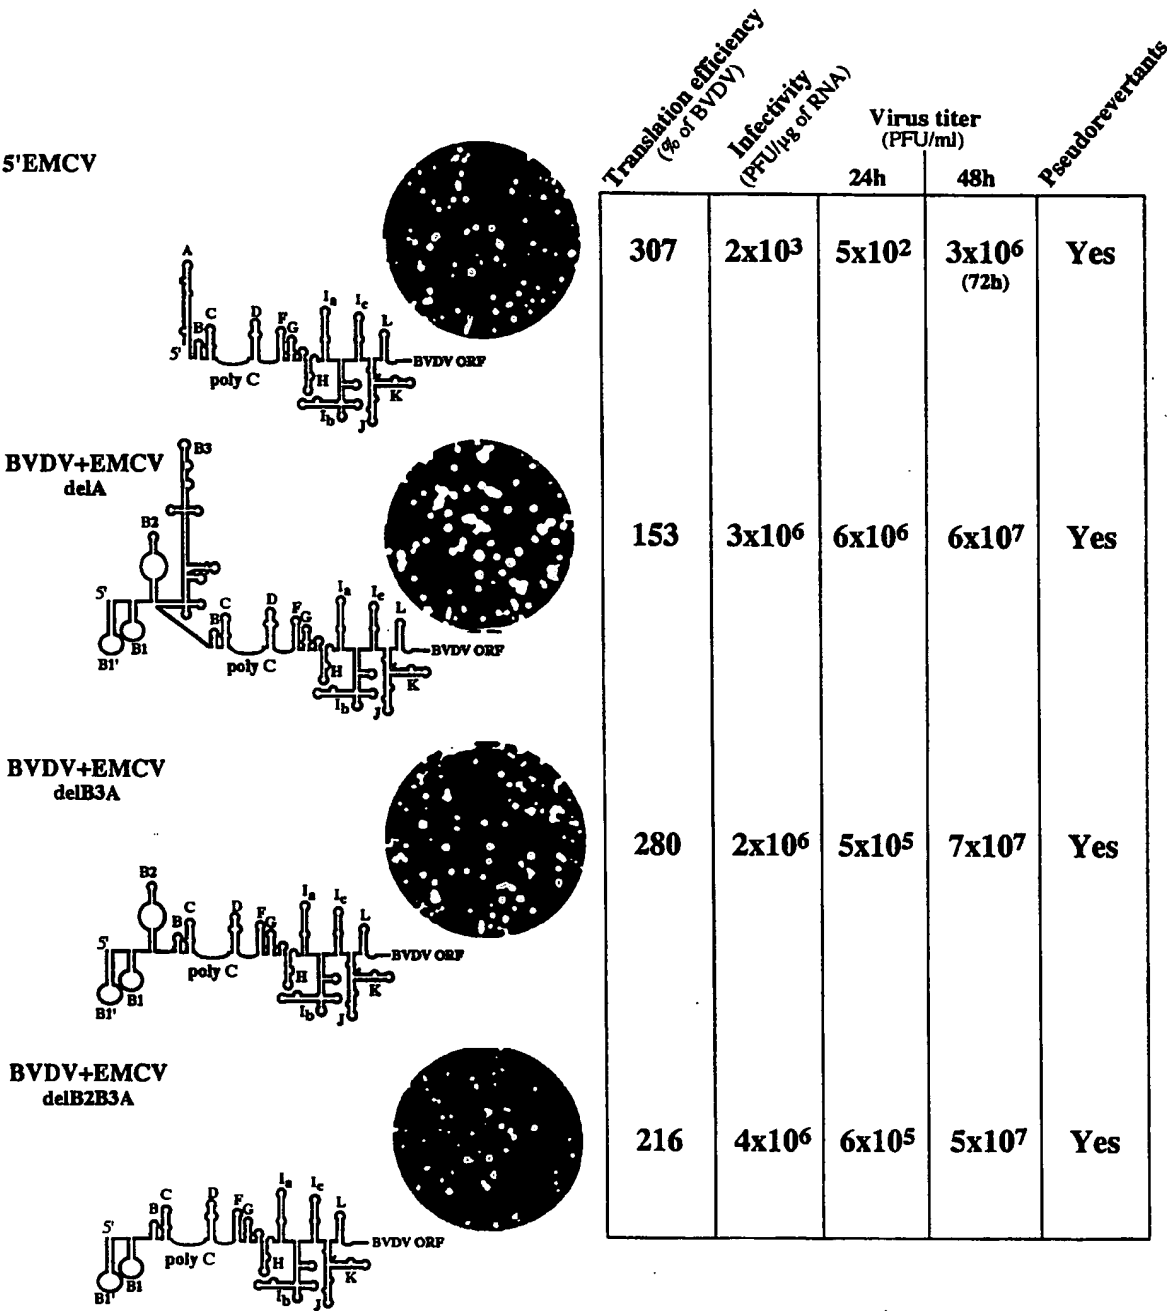 Translation efficiency
(% of BVDV)
Infectivity
(PFU/µg of RNA)
Virus titer
(PFU/ml)
24h
48h
Pseudorevertants
5'EMCV
A
B
C
D
F
G
Ia
Ic
L
5'
poly C
H
BVDV ORF
K
Ib
J
307
2x10³
5x10²
3x10⁶
(72h)
Yes
BVDV+EMCV
delA
B3
B2
5'
B
C
D
F
G
Ia
Ic
L
B1'
B1
poly C
H
BVDV ORF
K
Ib
J
153
3x10⁶
6x10⁶
6x10⁷
Yes
BVDV+EMCV
delB3A
B2
5'
B
C
D
F
G
Ia
Ic
L
B1'
B1
poly C
H
BVDV ORF
K
Ib
J
280
2x10⁶
5x10⁵
7x10⁷
Yes
BVDV+EMCV
delB2B3A
5'
B
C
D
F
G
Ia
Ic
L
B1'
B1
poly C
H
BVDV ORF
K
Ib
J
216
4x10⁶
6x10⁵
5x10⁷
Yes